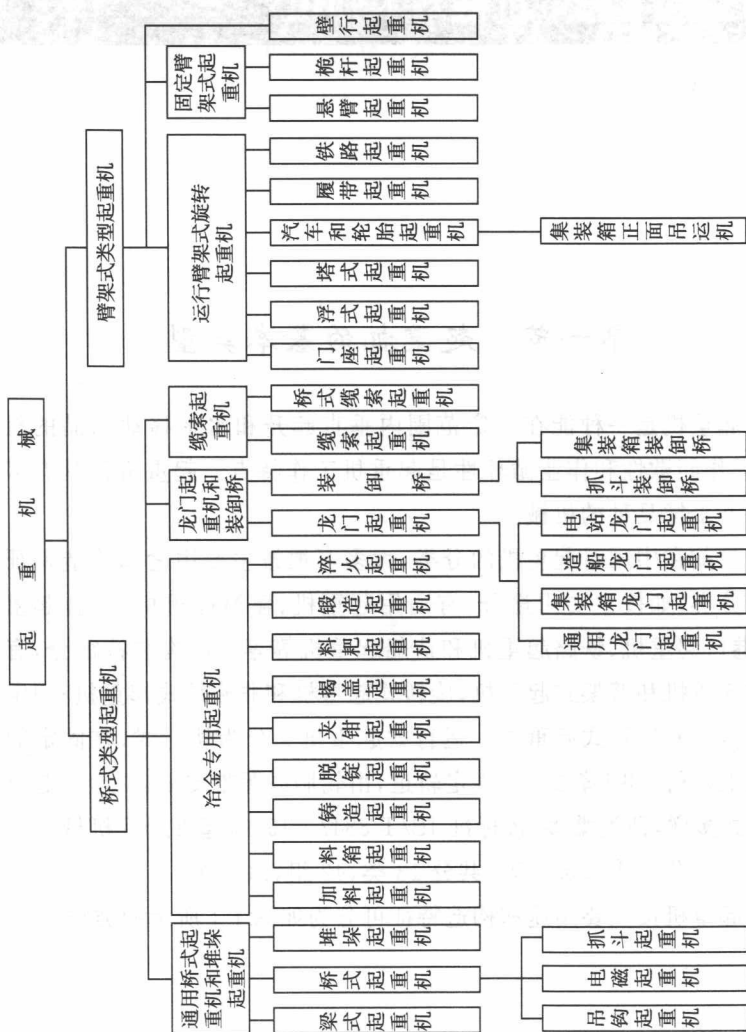 起重机械
桥式类型起重机
臂架式类型起重机
通用桥式起
重机和堆垛
起重机
冶金专用起重机
龙门起
重机和
装卸桥
缆索起
重机
运行臂架式旋转
起重机
固定臂
架式起
重机
梁式起重机
桥式起重机
堆垛起重机
加料起重机
料箱起重机
铸造起重机
脱锭起重机
夹钳起重机
揭盖起重机
料耙起重机
锻造起重机
淬火起重机
龙门起重机
装卸桥
缆索起重机
桥式缆索起重机
门座起重机
浮式起重机
塔式起重机
汽车和轮胎起重机
履带起重机
铁路起重机
悬臂起重机
桅杆起重机
壁行起重机
吊钩起重机
电磁起重机
抓斗起重机
通用龙门起重机
集装箱龙门起重机
造船龙门起重机
电站龙门起重机
抓斗装卸桥
集装箱装卸桥
集装箱正面吊运机